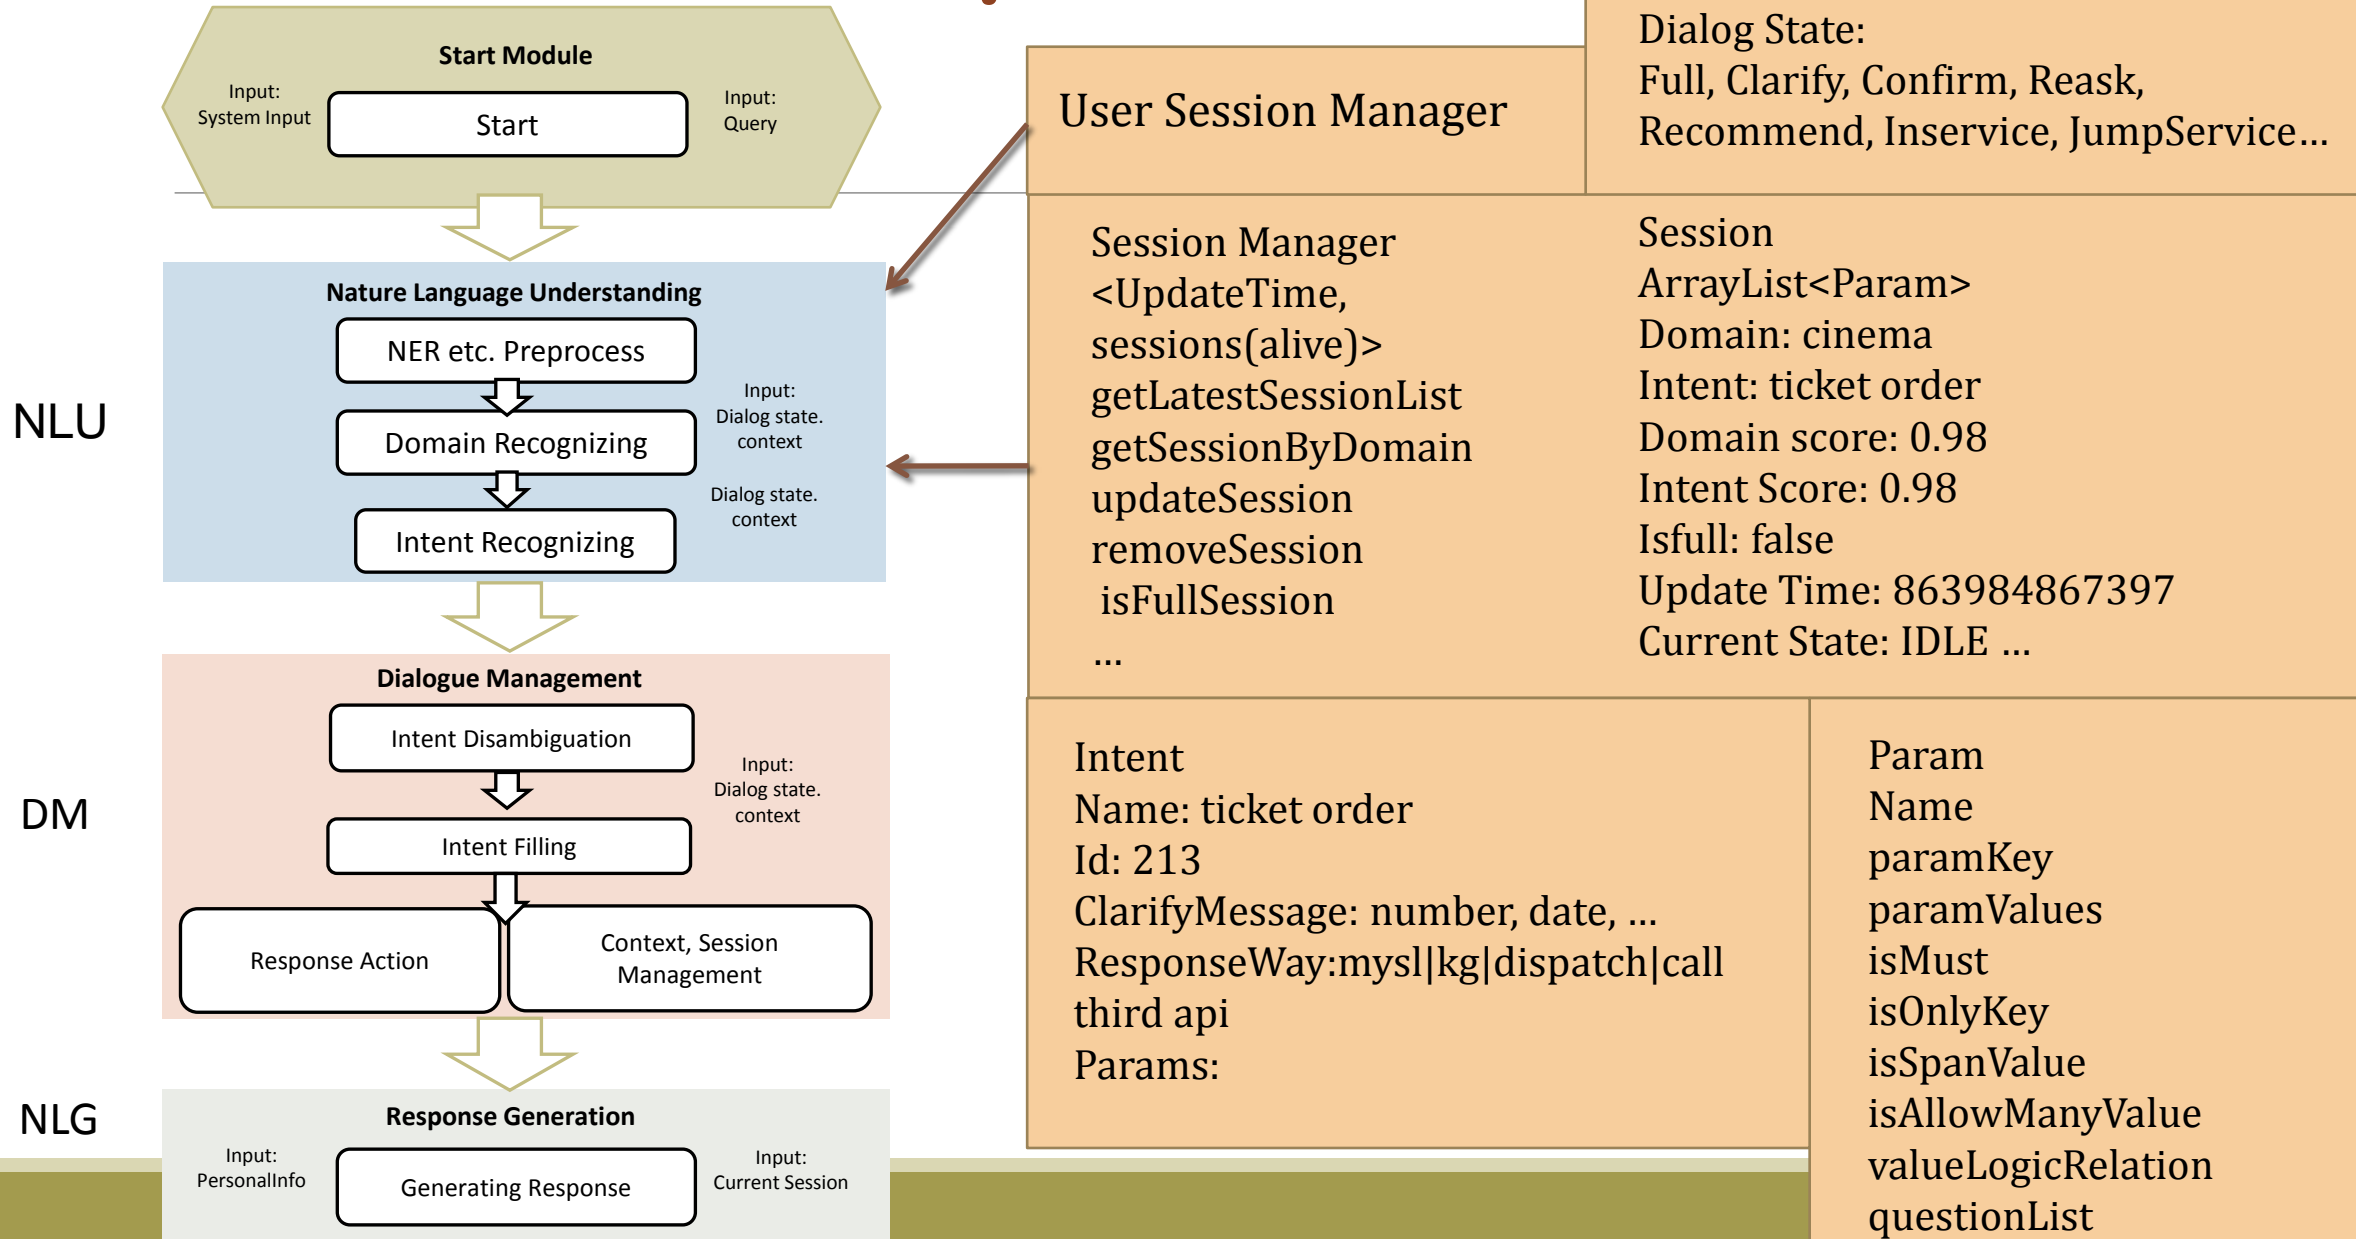 Start Module
Input:
System Input
Start
Input:
Query
NLU
Nature Language Understanding
NER etc. Preprocess
Domain Recognizing
Input:
Dialog state.
context
Intent Recognizing
Dialog state.
context
DM
Dialogue Management
Intent Disambiguation
Input:
Dialog state.
context
Intent Filling
Response Action
Context, Session
Management
NLG
Response Generation
Input:
PersonalInfo
Generating Response
Input:
Current Session
User Session Manager
Dialog State:
Full, Clarify, Confirm, Reask,
Recommend, Inservice, JumpService…
Session Manager
<UpdateTime,
sessions(alive)>
getLatestSessionList
getSessionByDomain
updateSession
removeSession
isFullSession
…
Session
ArrayList<Param>
Domain: cinema
Intent: ticket order
Domain score: 0.98
Intent Score: 0.98
Isfull: false
Update Time: 863984867397
Current State: IDLE …
Intent
Name: ticket order
Id: 213
ClarifyMessage: number, date, …
ResponseWay:mysl|kg|dispatch|call
third api
Params:
Param
Name
paramKey
paramValues
isMust
isOnlyKey
isSpanValue
isAllowManyValue
valueLogicRelation
questionList